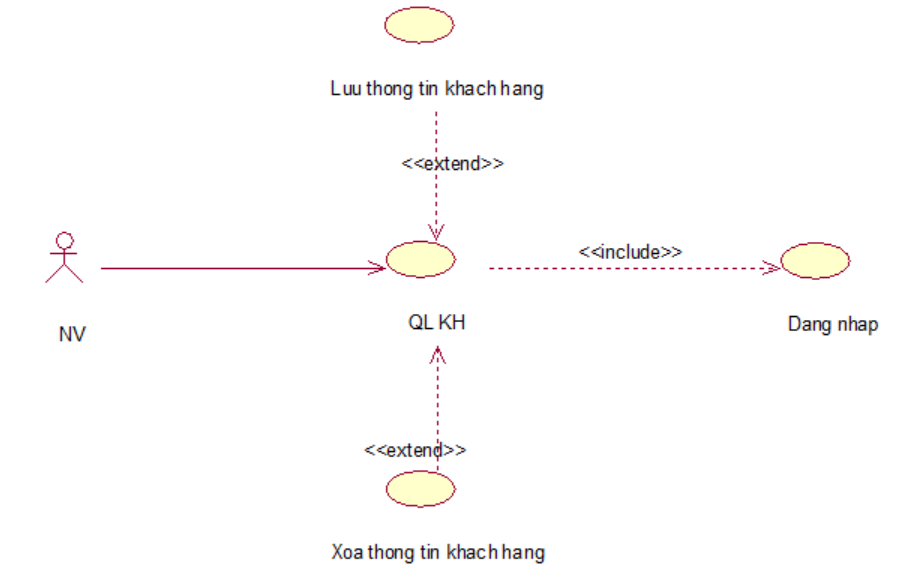 Luu thong tin khach hang
<<extend>>
<<include>>
NV
QL KH
Dang nhap
<<extend>>
Xoa thong tin khach hang